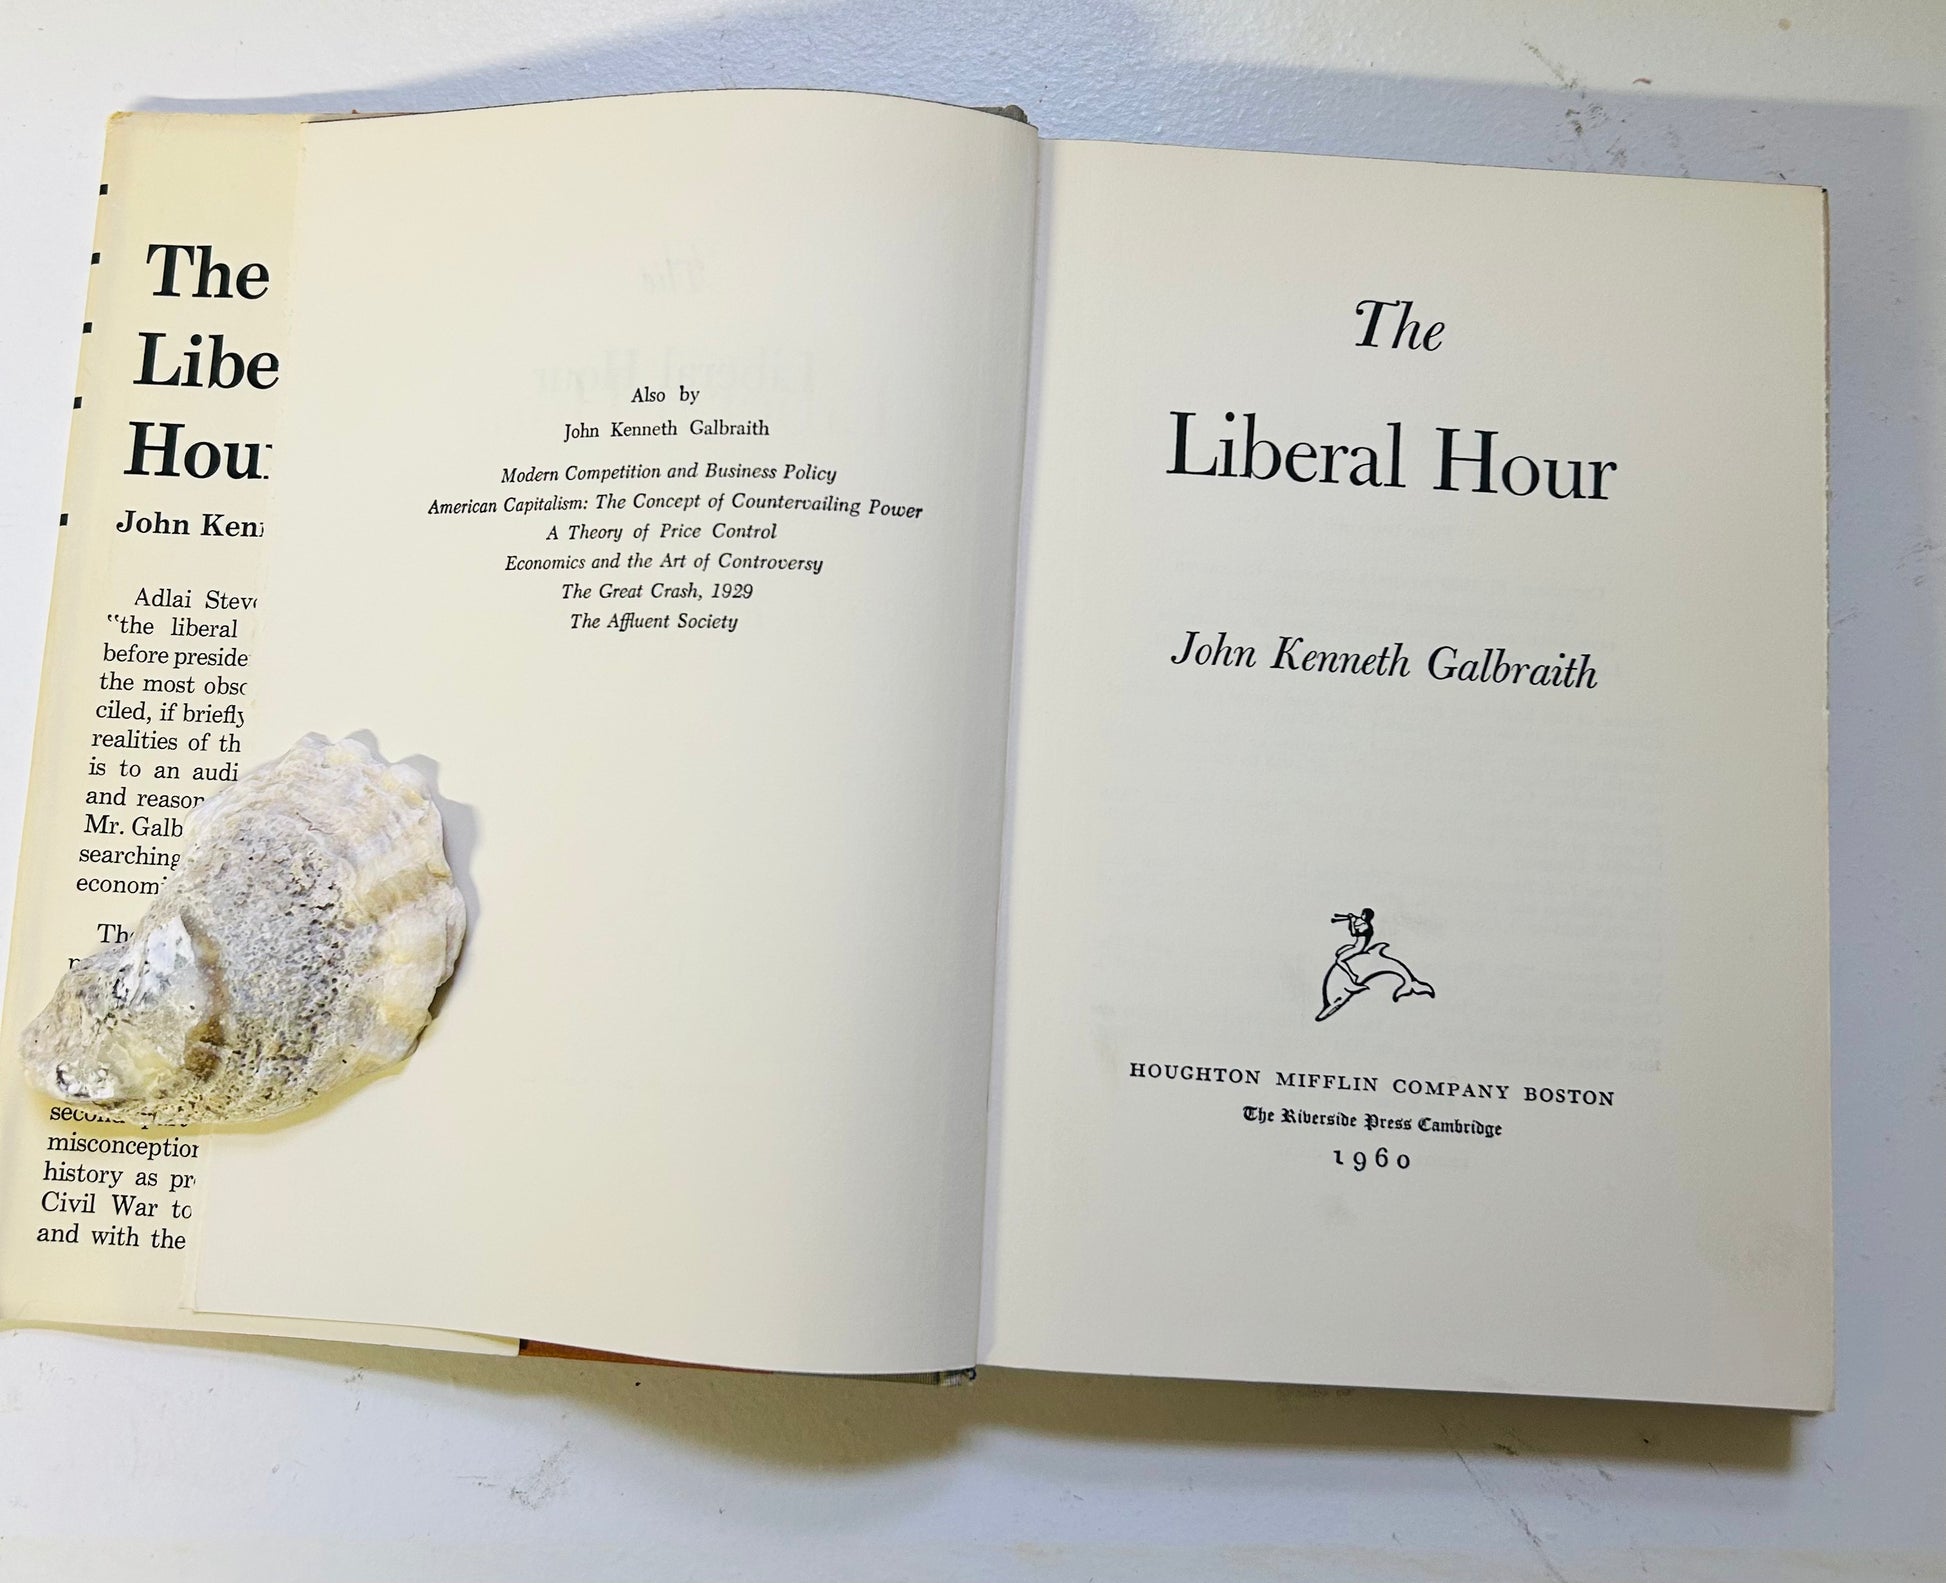 The
Libe
Hou
John Ken
Adlai Stev
"the liberal
before preside
the most obsc
ciled, if briefly
realities of th
is to an audi
and reason
Mr. Galb
searching
econom
Th
misconception
history as pr
Civil War to
and with the
Also by
John Kenneth Galbraith
Modern Competition and Business Policy
American Capitalism: The Concept of Countervailing Power
A Theory of Price Control
Economics and the Art of Controversy
The Great Crash, 1929
The Affluent Society
The
Liberal Hour
John Kenneth Galbraith
HOUGHTON MIFFLIN COMPANY BOSTON
The Riverside Press Cambridge
1960